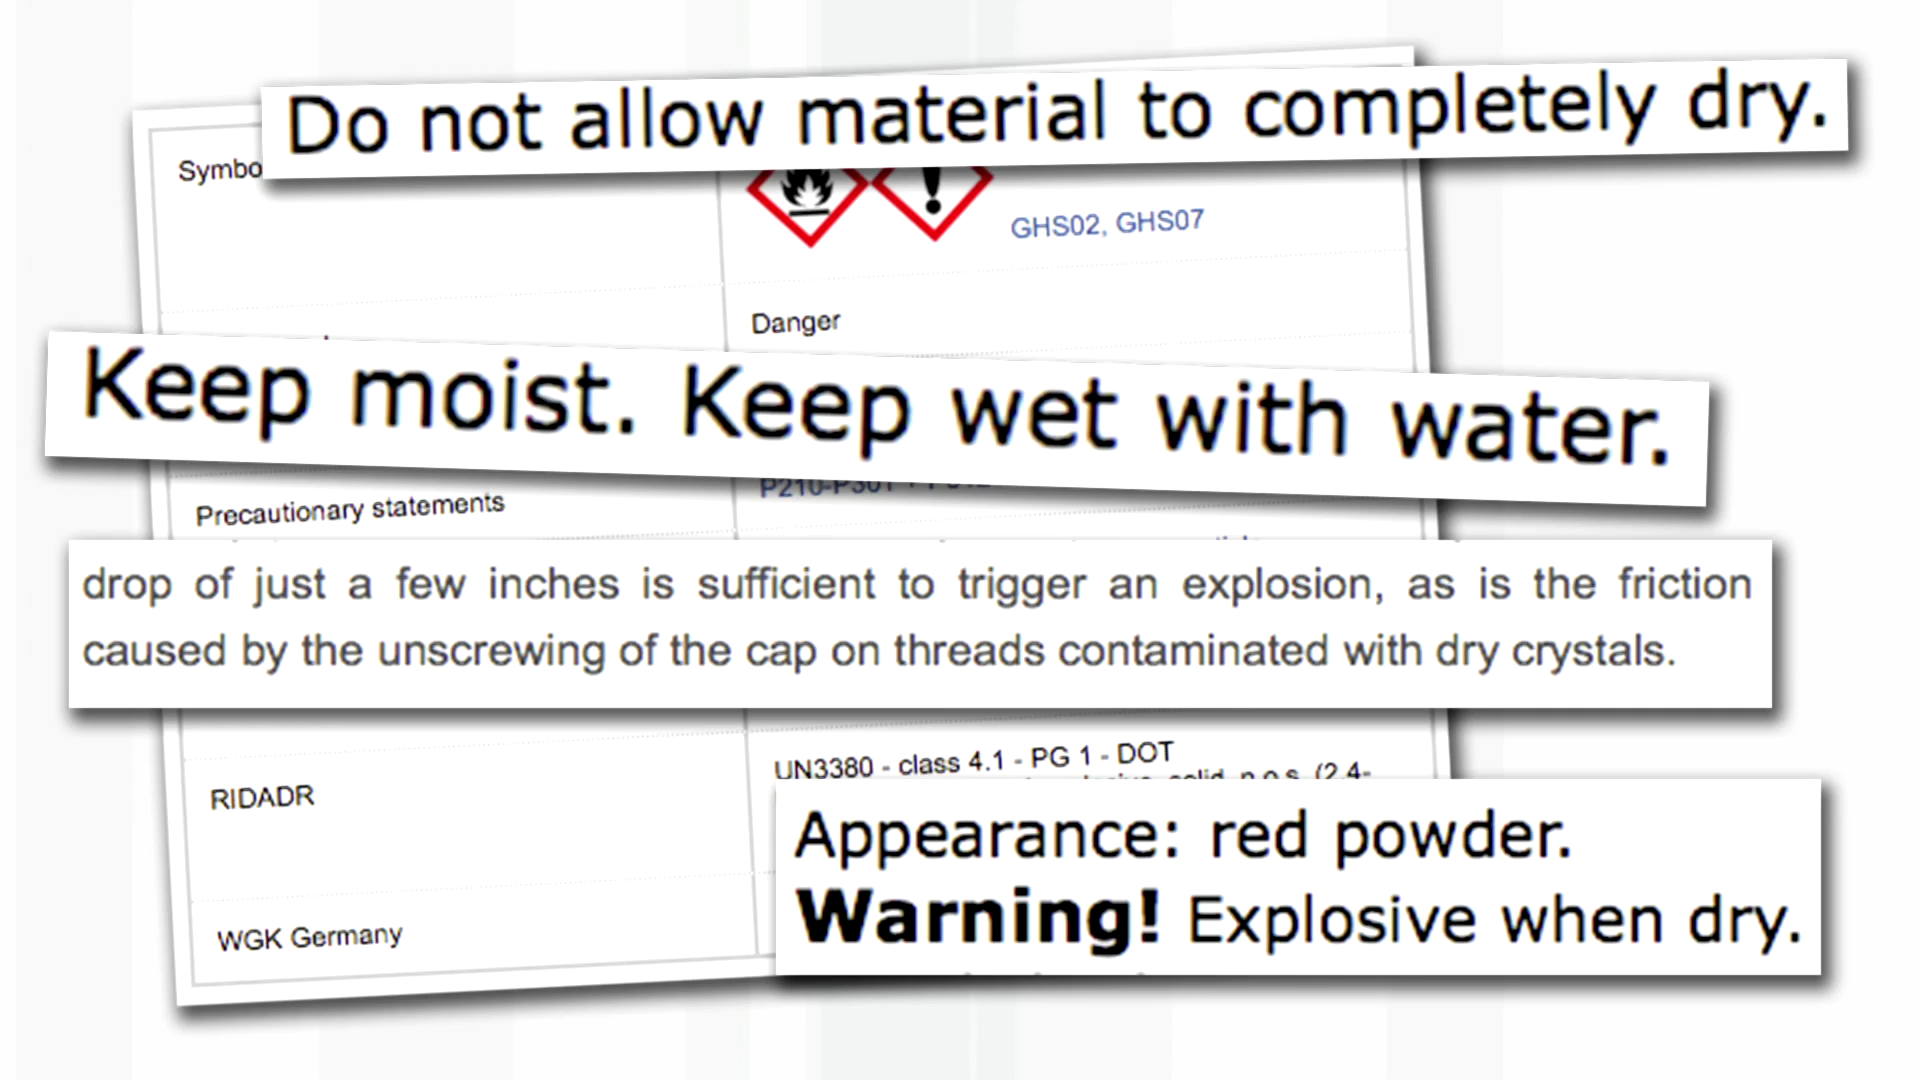 Do not allow material to completely dry.
GHS02, GHS07
Danger
Keep moist. Keep wet with water.
Precautionary statements
drop of just a few inches is sufficient to trigger an explosion, as is the friction
caused by the unscrewing of the cap on threads contaminated with dry crystals.
UN3380 - class 4.1 - PG 1 - DOT
solid, n.o.s. (2,4-
RIDADR
Appearance: red powder.
Warning! Explosive when dry.
WGK Germany